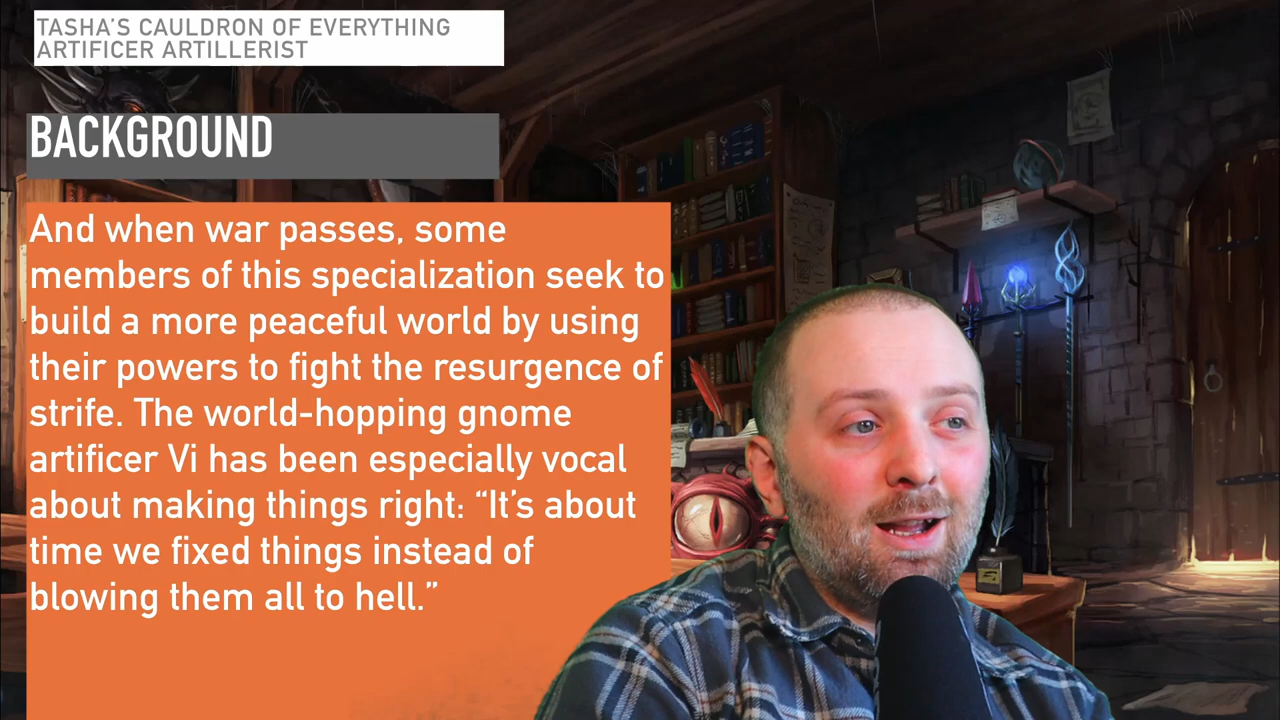 TASHA'S CAULDRON OF EVERYTHING
ARTIFICER ARTILLERIST
BACKGROUND
And when war passes, some
members of this specialization seek to
build a more peaceful world by using
their powers to fight the resurgence of
strife. The world-hopping gnome
artificer Vi has been especially vocal
about making things right: “It’s about
time we fixed things instead of
blowing them all to hell.”